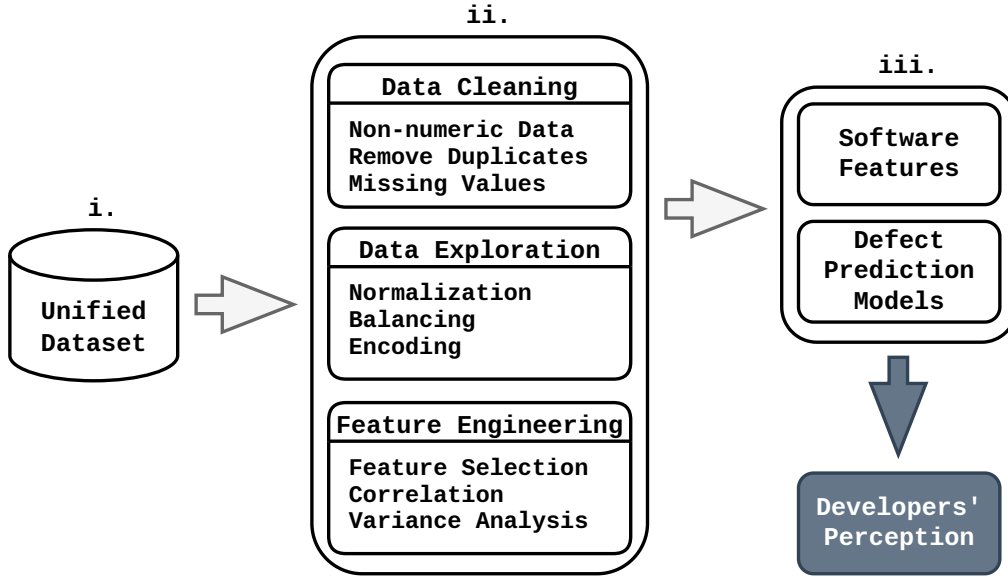 i.
Unified
Dataset
ii.
Data Cleaning
Non-numeric Data
Remove Duplicates
Missing Values
Data Exploration
Normalization
Balancing
Encoding
Feature Engineering
Feature Selection
Correlation
Variance Analysis
iii.
Software
Features
Defect
Prediction
Models
Developers'
Perception